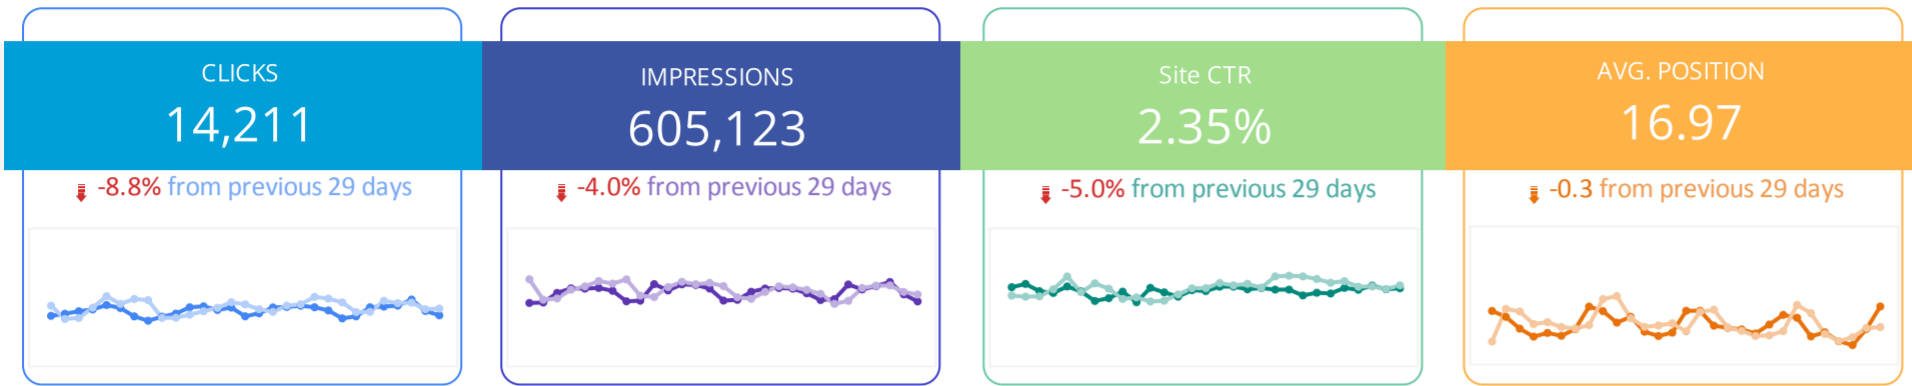 CLICKS
14,211
-8.8% from previous 29 days
IMPRESSIONS
605,123
-4.0% from previous 29 days
Site CTR
2.35%
-5.0% from previous 29 days
AVG. POSITION
16.97
-0.3 from previous 29 days